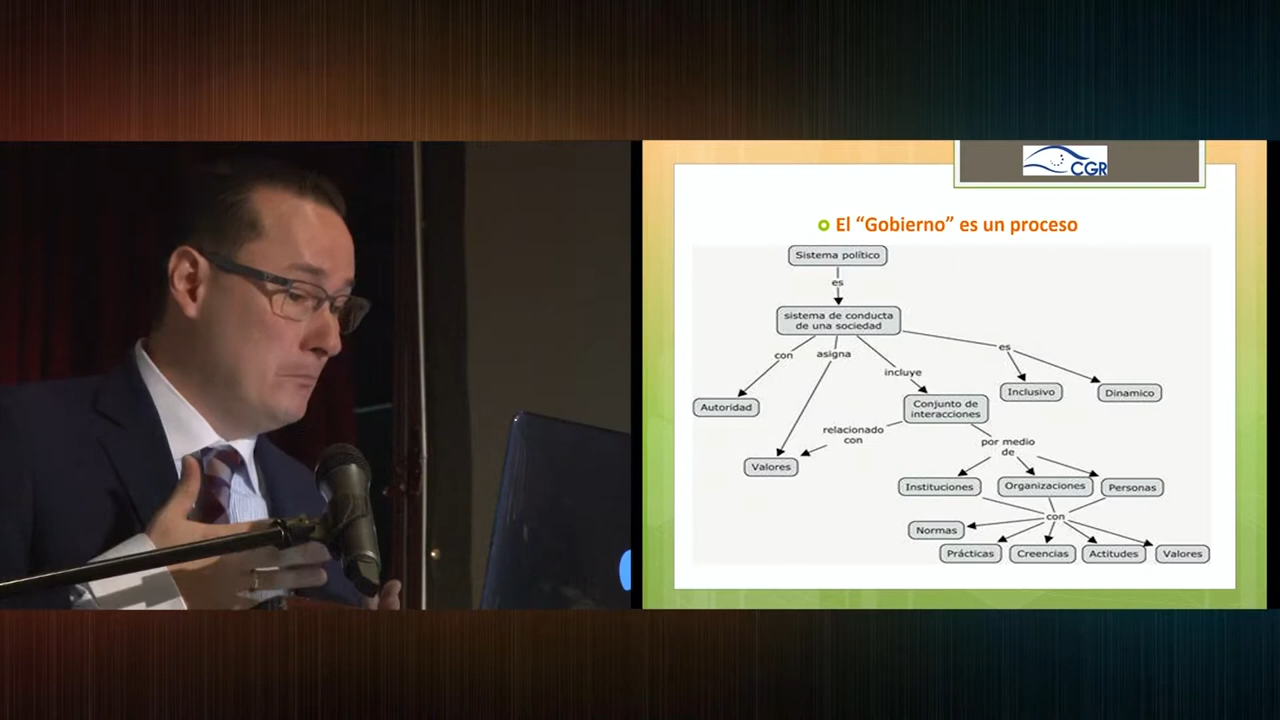 CGR
El “Gobierno” es un proceso
Sistema político
es
sistema de conducta
de una sociedad
con
asigna
incluye
es
Autoridad
Conjunto de
interacciones
Inclusivo
Dinamico
relacionado
con
por medio
de
Valores
Instituciones
Organizaciones
Personas
con
Normas
Prácticas
Creencias
Actitudes
Valores